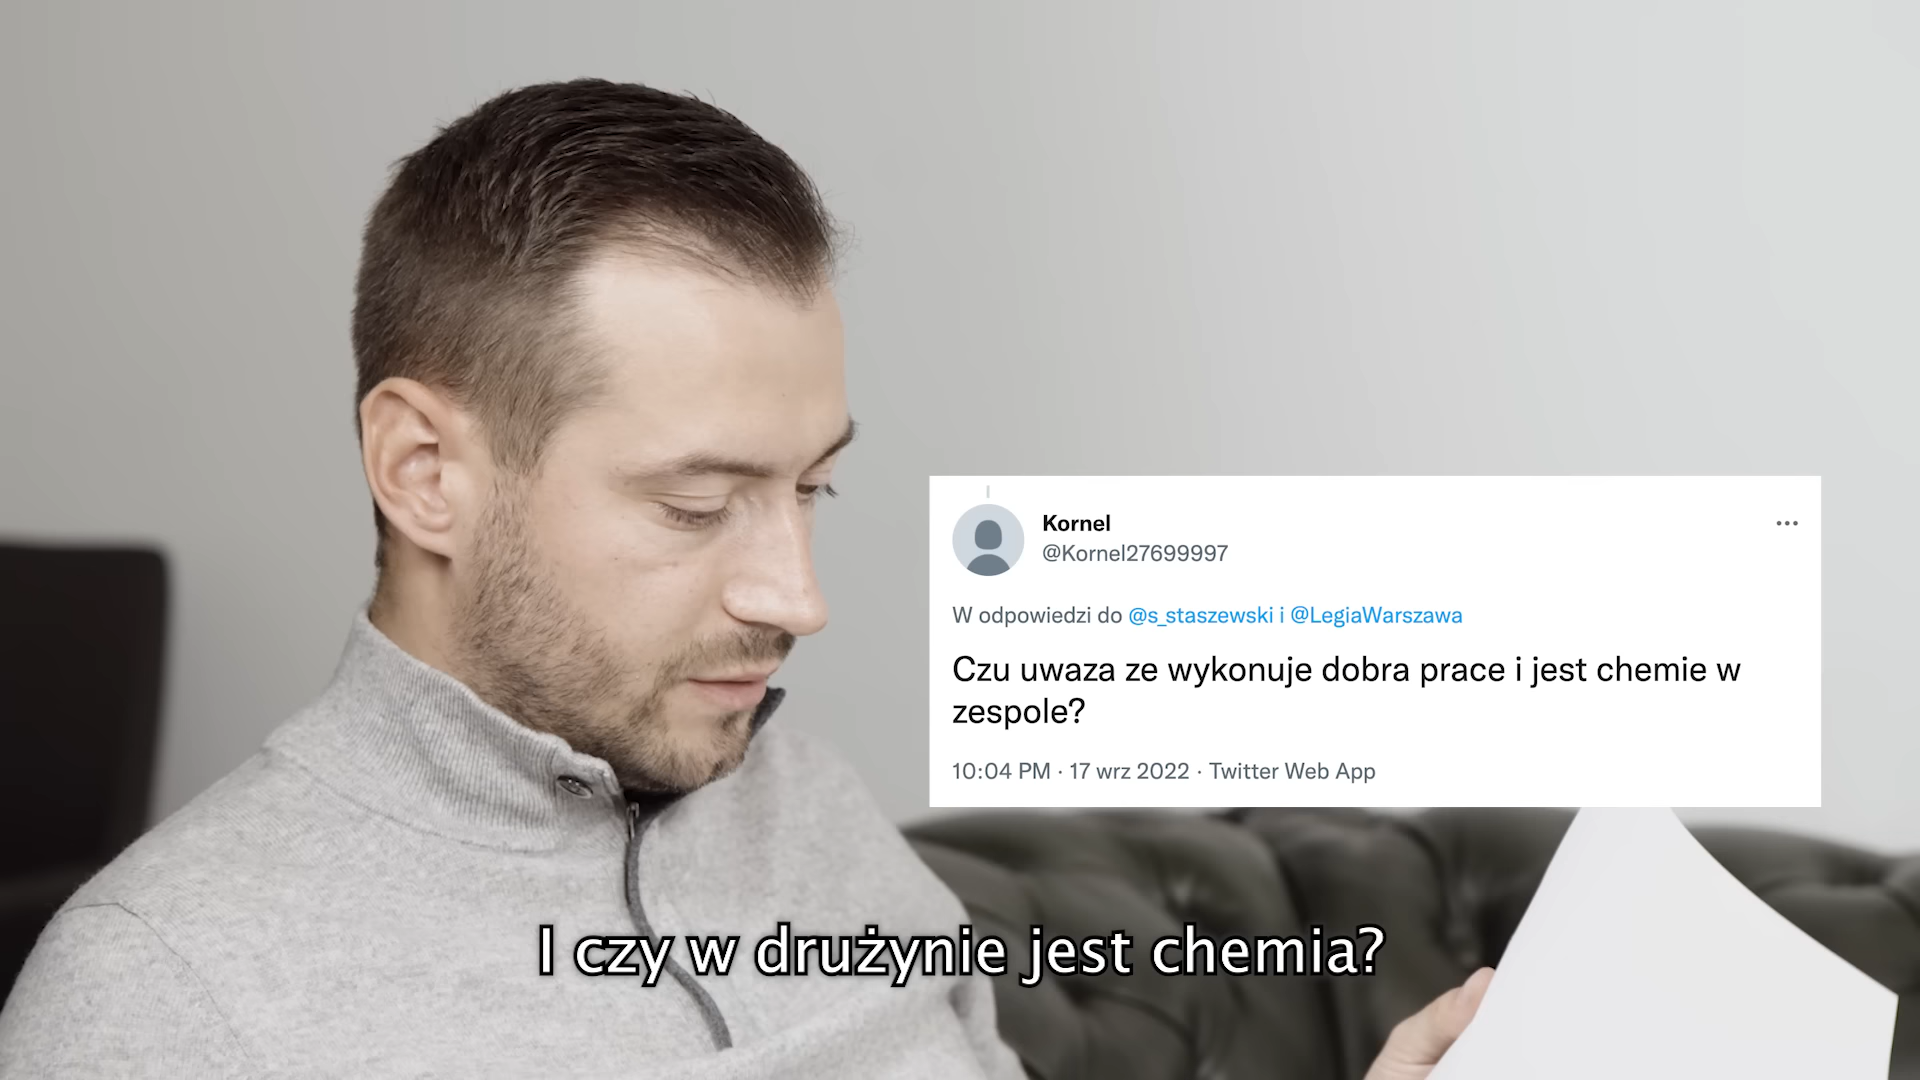 Kornel
@Kornel27699997
W odpowiedzi do @s_staszewski i @LegiaWarszawa
Czu uwaza ze wykonuje dobra prace i jest chemie w
zespole?
10:04 PM · 17 wrz 2022 · Twitter Web App
I czy w drużynie jest chemia?